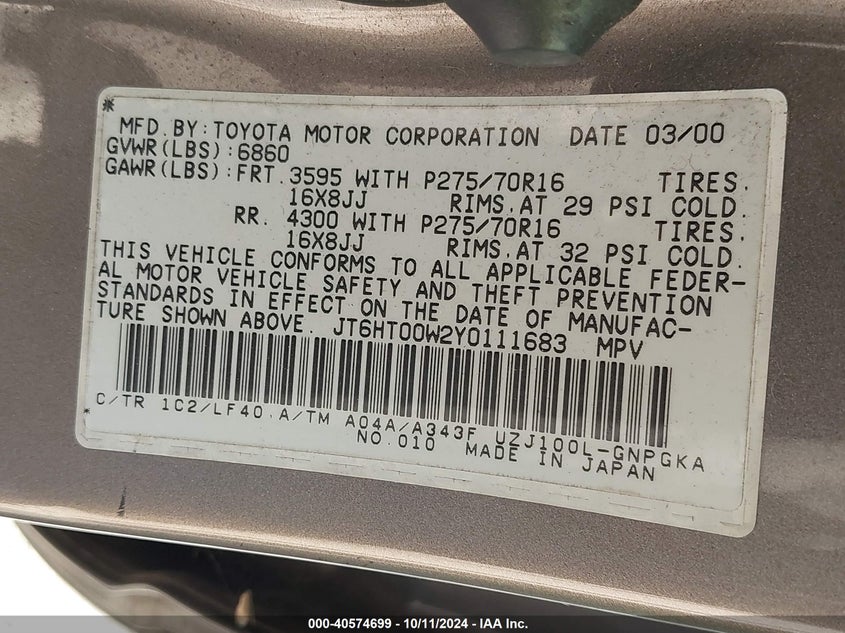 *
MFD.BY:TOYOTA MOTOR CORPORATION DATE 03/00
GVWR(LBS):6860
GAWR(LBS):FRT. 3595 WITH P275/70R16 TIRES.
16X8JJ RIMS.AT 29 PSI COLD.
RR. 4300 WITH P275/70R16 TIRES.
16X8JJ RIMS.AT 32 PSI COLD.
THIS VEHICLE CONFORMS TO ALL APPLICABLE FEDER-
AL MOTOR VEHICLE SAFETY AND THEFT PREVENTION
STANDARDS IN EFFECT ON THE DATE OF MANUFAC-
TURE SHOWN ABOVE. JT6HT00W2Y0111683 MPV
C/TR 1C2/LF40 A/TM A04A/A343F UZJ100L-GNPGKA
* NO.010 MADE IN JAPAN
000-40574699 - 10/11/2024 - IAA Inc.